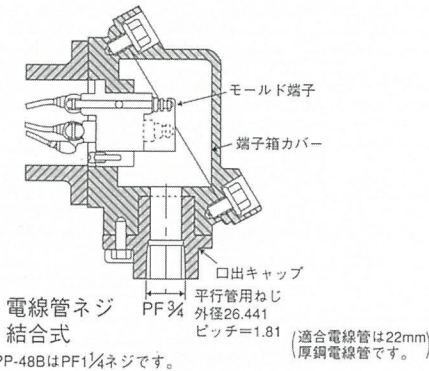 モールド端子
端子箱カバー
口出キャップ
電線管ネジ
結合式
PF¾
平行管用ねじ
外径26.441
ピッチ=1.81
(適合電線管は22mm
厚鋼電線管です。)
PP-48BはPF1¼ネジです。